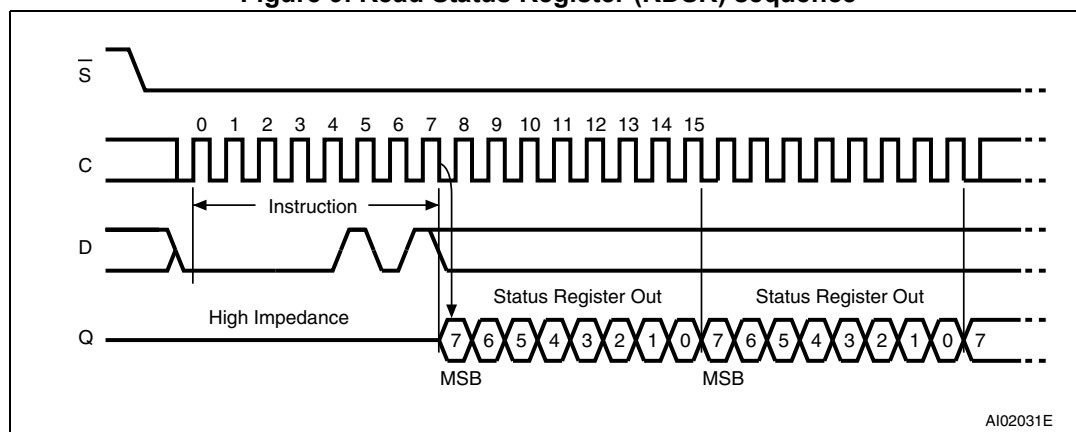 Figure 9. Read Status Register (RDSR) sequence
S
0 1 2 3 4 5 6 7 8 9 10 11 12 13 14 15
C
Instruction
D
Status Register Out Status Register Out
High Impedance
Q 7 6 5 4 3 2 1 0 7 6 5 4 3 2 1 0 7
MSB MSB
AI02031E